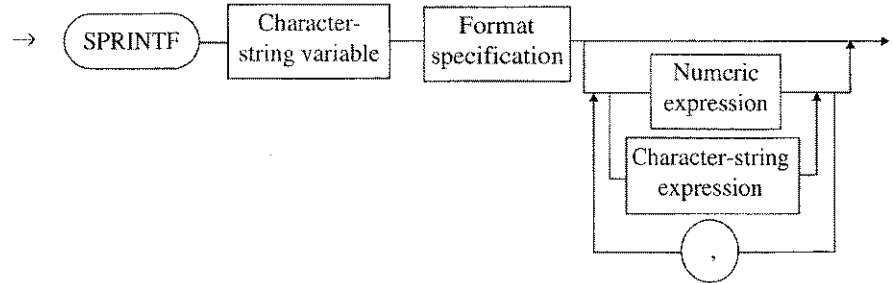 SPRINTF
Character-
string variable
Format
specification
Numeric
expression
Character-string
expression
,